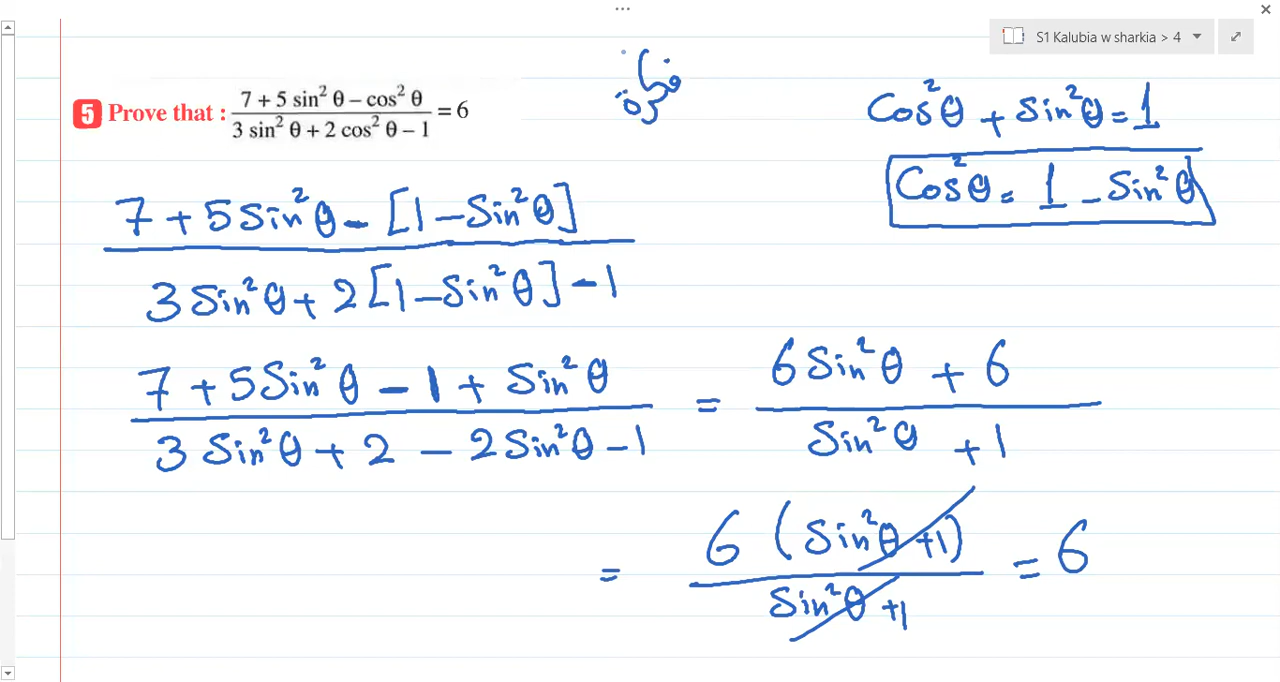 S1 Kalubia w sharkia > 4
5 Prove that : (7 + 5 sin² θ – cos² θ) / (3 sin² θ + 2 cos² θ – 1) = 6
فكرة
Cos²θ + Sin²θ = 1
Cos²θ = 1 - Sin²θ
7 + 5 Sin²θ - [1 - Sin²θ]
3 Sin²θ + 2 [1 - Sin²θ] - 1
7 + 5 Sin²θ - 1 + Sin²θ
3 Sin²θ + 2 - 2 Sin²θ - 1
= 6 Sin²θ + 6
Sin²θ + 1
= 6 (Sin²θ + 1)
Sin²θ + 1
= 6